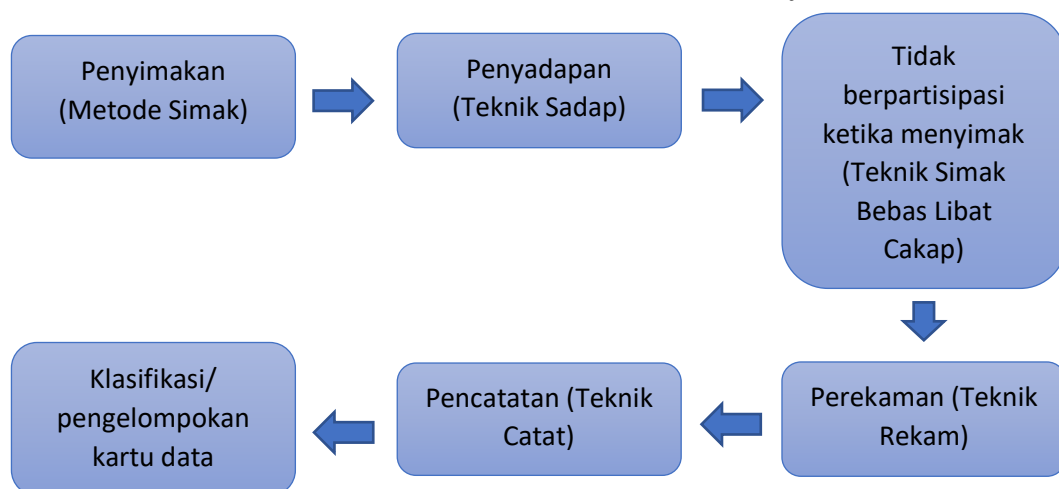 Penyimakan
(Metode Simak)
Penyadapan
(Teknik Sadap)
Tidak
berpartisipasi
ketika menyimak
(Teknik Simak
Bebas Libat
Cakap)
Perekaman (Teknik
Rekam)
Pencatatan (Teknik
Catat)
Klasifikasi/
pengelompokan
kartu data